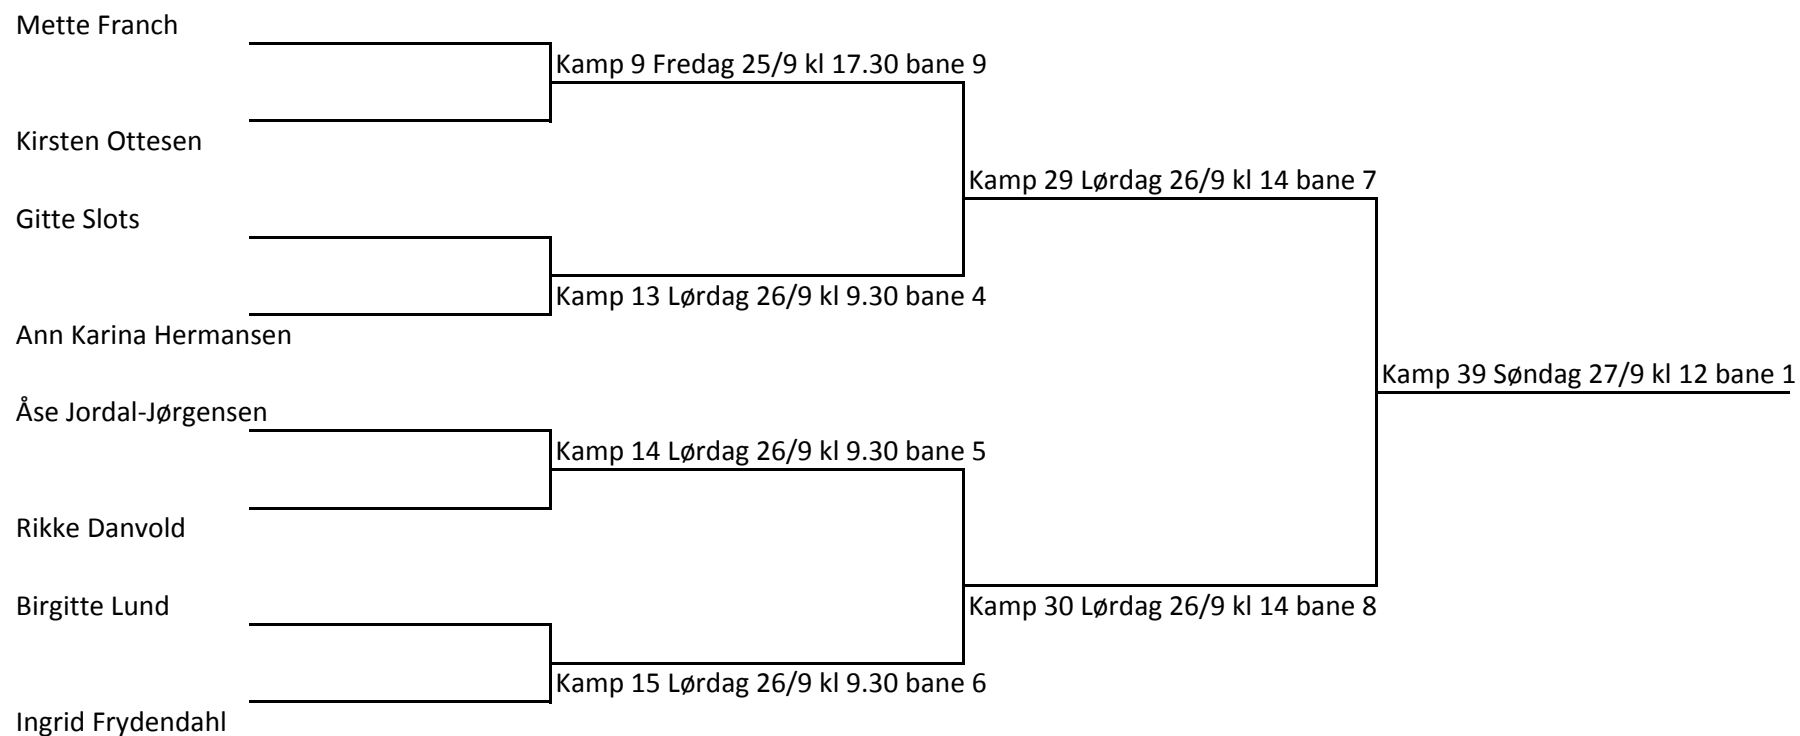 Mette Franch
Kamp 9 Fredag 25/9 kl 17.30 bane 9
Kirsten Ottesen
Kamp 29 Lørdag 26/9 kl 14 bane 7
Gitte Slots
Kamp 13 Lørdag 26/9 kl 9.30 bane 4
Ann Karina Hermansen
Kamp 39 Søndag 27/9 kl 12 bane 1
Åse Jordal-Jørgensen
Kamp 14 Lørdag 26/9 kl 9.30 bane 5
Rikke Danvold
Birgitte Lund
Kamp 30 Lørdag 26/9 kl 14 bane 8
Kamp 15 Lørdag 26/9 kl 9.30 bane 6
Ingrid Frydendahl